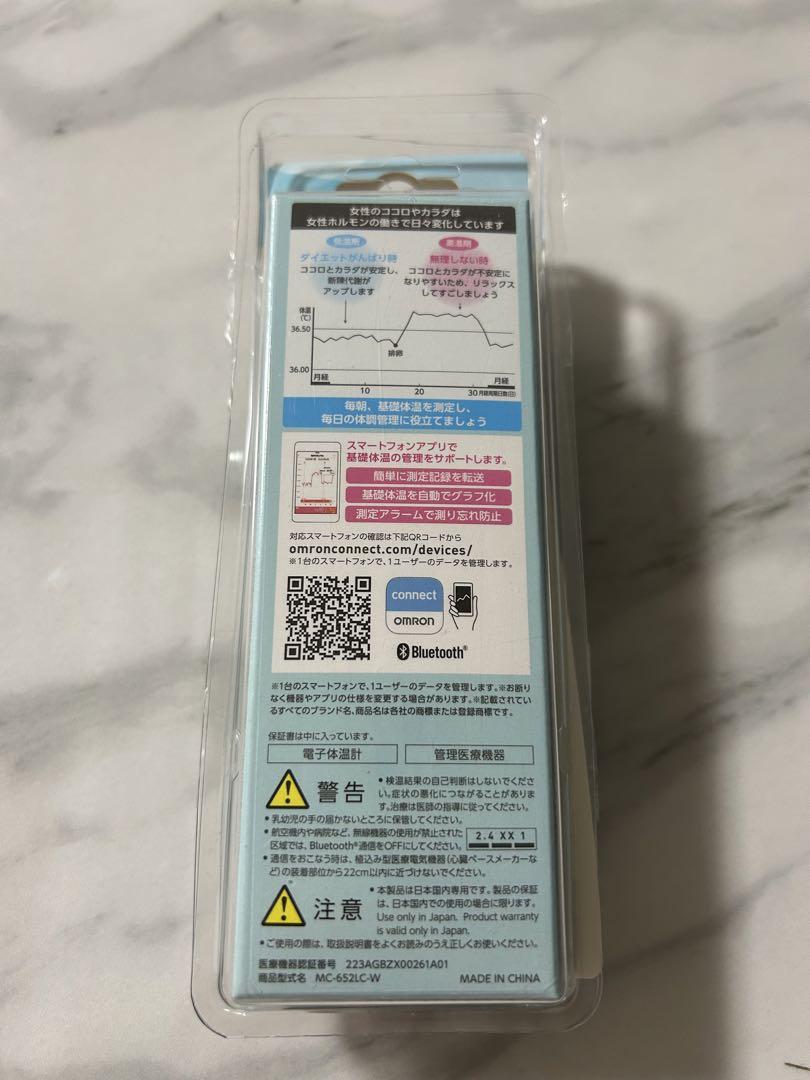 女性のココロやカラダは
女性ホルモンの働きで日々変化しています
低温期
高温期
ダイエットがんばり時
ココロとカラダが安定し、
新陳代謝が
アップします
無理しない時
ココロとカラダが不安定に
なりやすいため、リラックス
してすごしましょう
体温
(℃)
36.50
36.00
排卵
月経
月経
10
20
30 月経周期日数(日)
毎朝、基礎体温を測定し、
毎日の体調管理に役立てましょう
スマートフォンアプリで
基礎体温の管理をサポートします。
簡単に測定記録を転送
基礎体温を自動でグラフ化
測定アラームで測り忘れ防止
対応スマートフォンの確認は下記QRコードから
omronconnect.com/devices/
※1台のスマートフォンで、1ユーザーのデータを管理します。
connect
OMRON
Bluetooth®
※1台のスマートフォンで、1ユーザーのデータを管理します。※お断り
なく機器やアプリの仕様を変更する場合があります。※記載されてい
るすべてのブランド名、商品名は各社の商標または登録商標です。
保証書は中に入っています。
電子体温計
管理医療機器
警告
•検温結果の自己判断はしないでくださ
い。症状の悪化につながることがありま
す。治療は医師の指導に従ってください。
•乳幼児の手の届かないところに保管してください。
•航空機内や病院など、無線機器の使用が禁止された
区域では、Bluetooth®通信をOFFにしてください。
2.4 XX 1
•通信をおこなう時は、植込み型医療電気機器(心臓ペースメーカーな
ど)の装着部位から22cm以内に近づけないでください。
注意
•本製品は日本国内専用です。製品の保証
は、日本国内での使用の場合に限ります。
Use only in Japan. Product warranty
is valid only in Japan.
•ご使用の際は、取扱説明書をよくお読みのうえ正しくお使いください。
医療機器認証番号 223AGBZX00261A01
商品型式名 MC-652LC-W
MADE IN CHINA